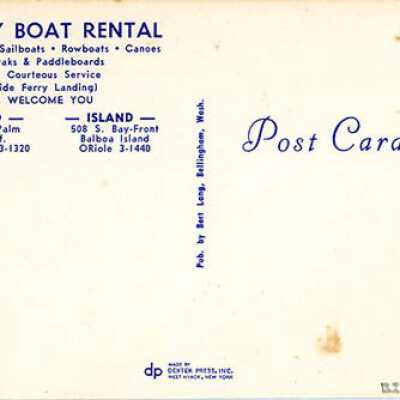 Y BOAT RENTAL
Sailboats • Rowboats • Canoes
aks & Paddleboards
Courteous Service
ide Ferry Landing)
WELCOME YOU
— ISLAND —
Palm
508 S. Bay-Front
f.
Balboa Island
3-1320
ORiole 3-1440
Pub. by Bert Lang, Bellingham, Wash.
Post Card
dp
MADE BY
DEXTER PRESS, INC.
WEST NYACK, NEW YORK